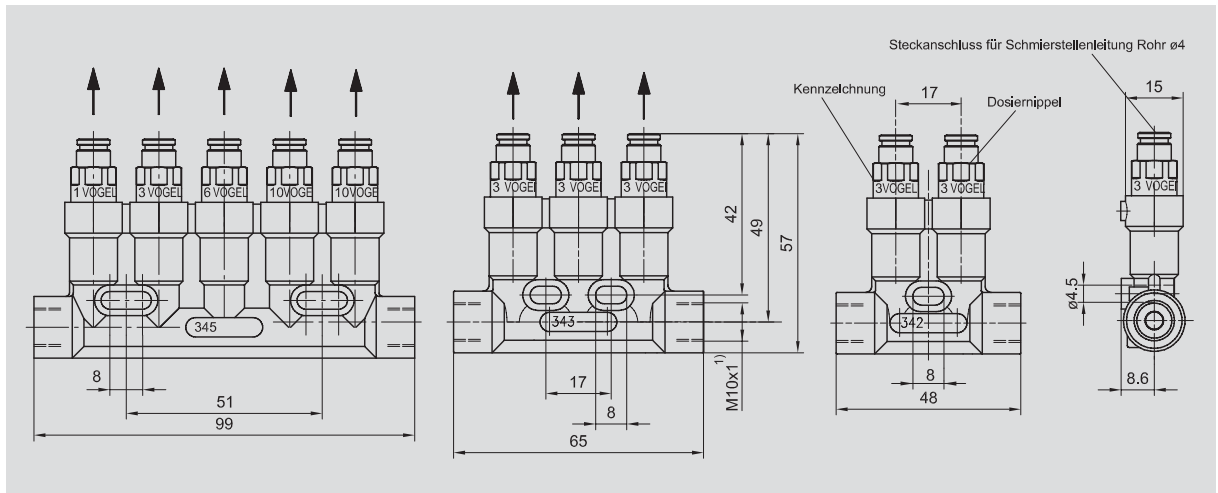 Steckanschluss für Schmierstellenleitung Rohr ø4
Kennzelchnung
17
15
Dosiernippel
1 VOGEL
3 VOGEL
6 VOGEL
10VOGEL
10VOGE
3 VOGEl
3 VOGEl
3 VOGEl
3VOGEL
3 VOGEL
3 VOGEL
42
49
57
ø4.5
345
343
342
8
51
99
17
8
65
M10x1 1)
8
48
8.6